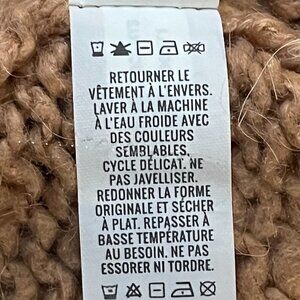 RETOURNER LE
VÊTEMENT À L'ENVERS.
LAVER À LA MACHINE
À L'EAU FROIDE AVEC
DES COULEURS
SEMBLABLES,
CYCLE DÉLICAT. NE
PAS JAVELLISER.
REDONNER LA FORME
ORIGINALE ET SÉCHER
À PLAT. REPASSER À
BASSE TEMPÉRATURE
AU BESOIN. NE PAS
ESSORER NI TORDRE.